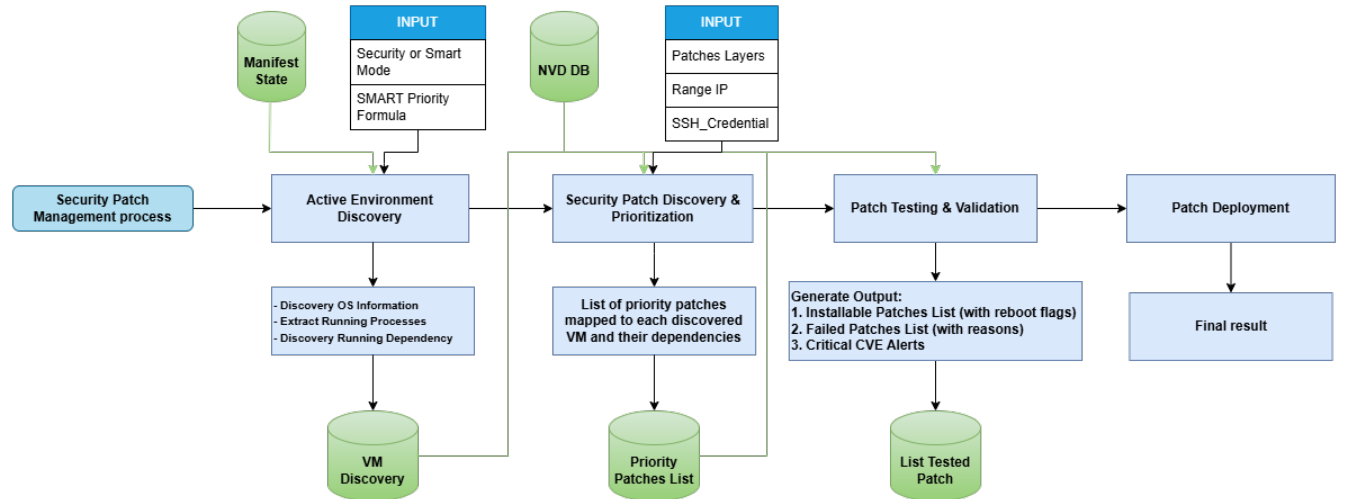 INPUT
INPUT
Manifest
State
Security or Smart
Mode
SMART Priority
Formula
NVD DB
Patches Layers
Range IP
SSH_Credential
Security Patch
Management process
Active Environment
Discovery
Security Patch Discovery &
Prioritization
Patch Testing & Validation
Patch Deployment
- Discovery OS Information
- Extract Running Processes
- Discovery Running Dependency
List of priority patches
mapped to each discovered
VM and their dependencies
Generate Output:
1. Installable Patches List (with reboot flags)
2. Failed Patches List (with reasons)
3. Critical CVE Alerts
Final result
VM
Discovery
Priority
Patches List
List Tested
Patch